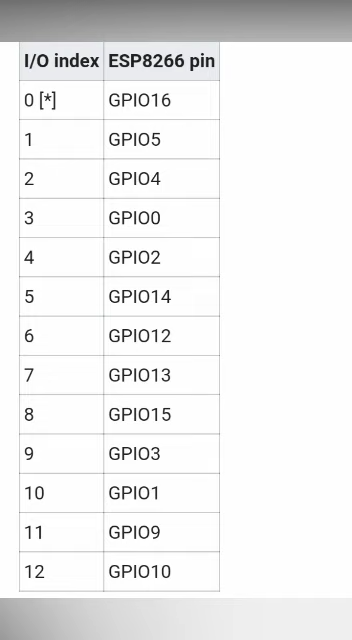 I/O index ESP8266 pin
0 [*] GPIO16
1 GPIO5
2 GPIO4
3 GPIO0
4 GPIO2
5 GPIO14
6 GPIO12
7 GPIO13
8 GPIO15
9 GPIO3
10 GPIO1
11 GPIO9
12 GPIO10